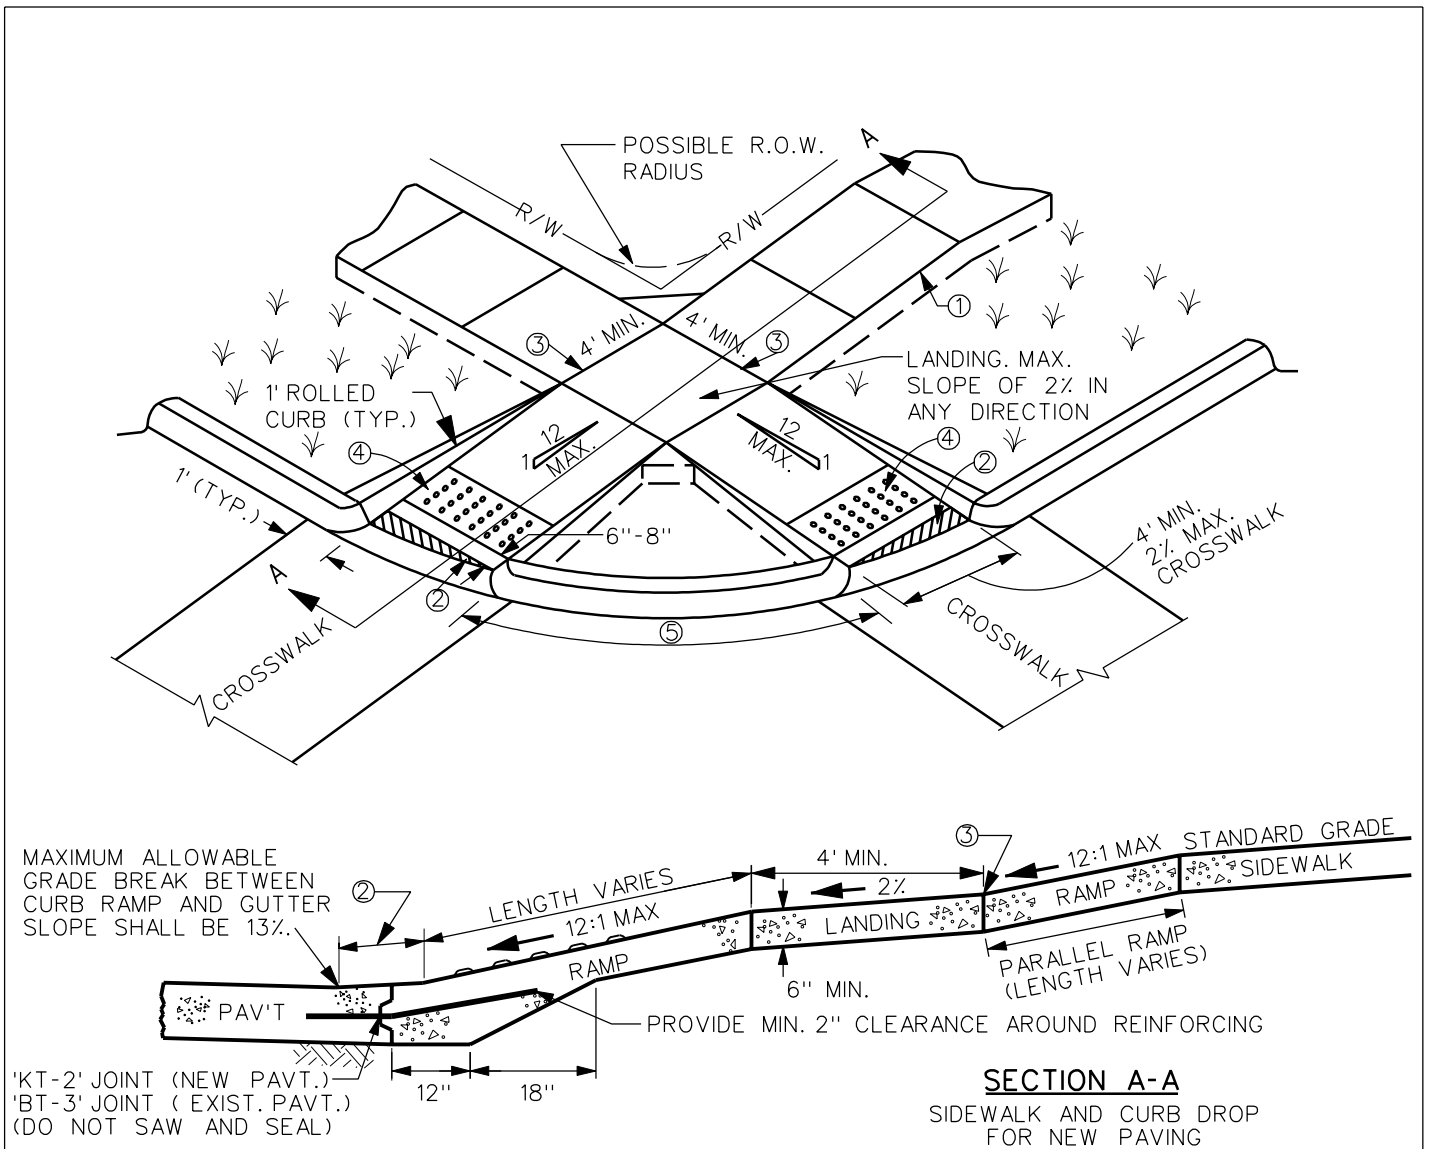 POSSIBLE R.O.W.
RADIUS
A
R/W
R/W
①
③
4' MIN.
4' MIN.
③
LANDING. MAX.
SLOPE OF 2% IN
ANY DIRECTION
1' ROLLED
CURB (TYP.)
④
12
1
MAX.
12
1
MAX.
④
②
1' (TYP.)
6"-8"
4' MIN.
2% MAX.
CROSSWALK
A
②
⑤
CROSSWALK
CROSSWALK
MAXIMUM ALLOWABLE
GRADE BREAK BETWEEN
CURB RAMP AND GUTTER
SLOPE SHALL BE 13%.
②
LENGTH VARIES
12:1 MAX
4' MIN.
2%
③
12:1 MAX
STANDARD GRADE
SIDEWALK
RAMP
LANDING
RAMP
PARALLEL RAMP
(LENGTH VARIES)
6" MIN.
PAV'T
PROVIDE MIN. 2" CLEARANCE AROUND REINFORCING
'KT-2' JOINT (NEW PAVT.)
'BT-3' JOINT ( EXIST. PAVT.)
(DO NOT SAW AND SEAL)
12"
18"
SECTION A-A
SIDEWALK AND CURB DROP
FOR NEW PAVING